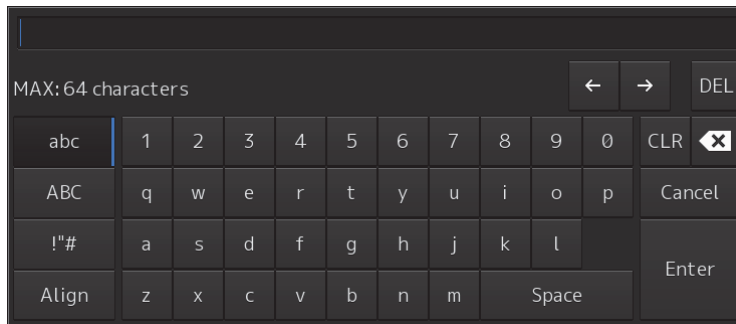 MAX: 64 characters
← → DEL
abc 1 2 3 4 5 6 7 8 9 0 CLR
ABC q w e r t y u i o p Cancel
!"# a s d f g h j k l
Enter
Align z x c v b n m Space